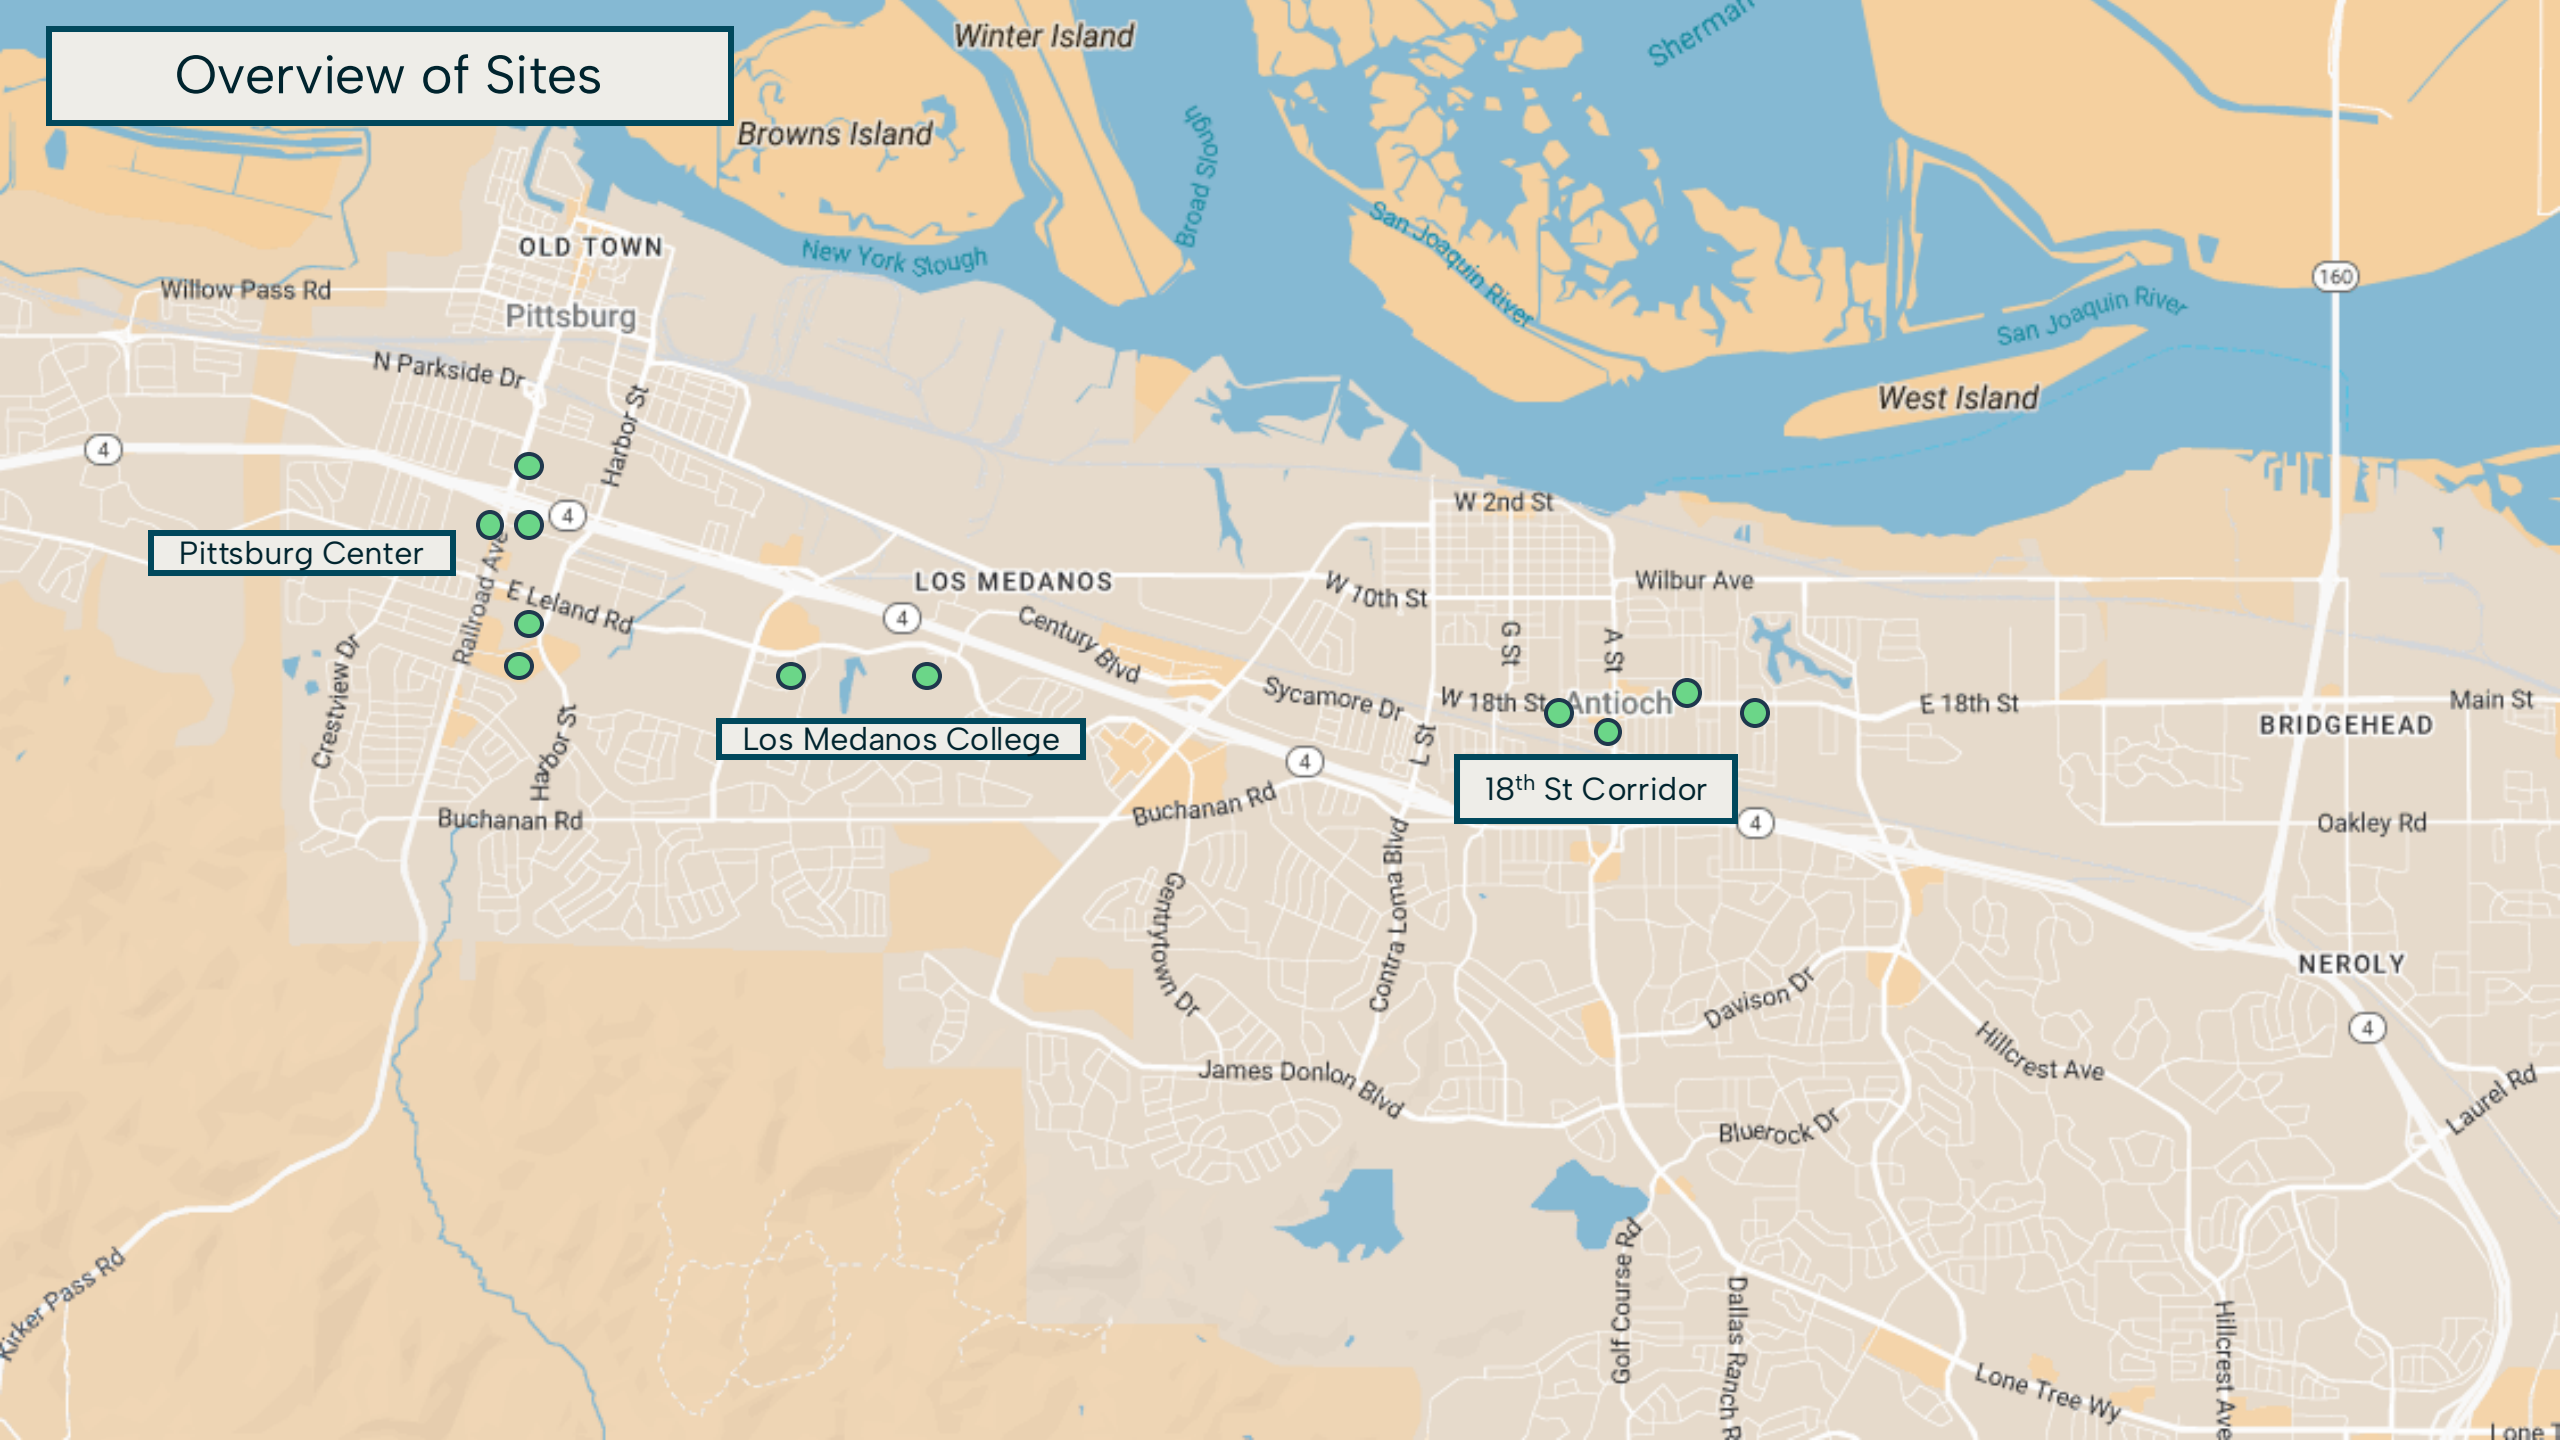 Overview of Sites
Winter Island
Sherman
Browns Island
Broad Slough
OLD TOWN
New York Slough
San Joaquin River
160
Willow Pass Rd
San Joaquin River
Pittsburg
N Parkside Dr
West Island
Harbor St
4
4
W 2nd St
Pittsburg Center
Railroad Ave
E Leland Rd
LOS MEDANOS
4
Century Blvd
W 10th St
Wilbur Ave
G St
A St
Crestview Dr
Sycamore Dr
W 18th St
Antioch
E 18th St
Main St
BRIDGEHEAD
Harbor St
Los Medanos College
L St
4
18th St Corridor
Buchanan Rd
Buchanan Rd
4
Oakley Rd
Contra Loma Blvd
Gentrytown Dr
NEROLY
Davison Dr
4
Hillcrest Ave
James Donlon Blvd
Laurel Rd
Bluerock Dr
Kirker Pass Rd
Golf Course Rd
Dallas Ranch R
Hillcrest Ave
Lone Tree Wy
Lone T